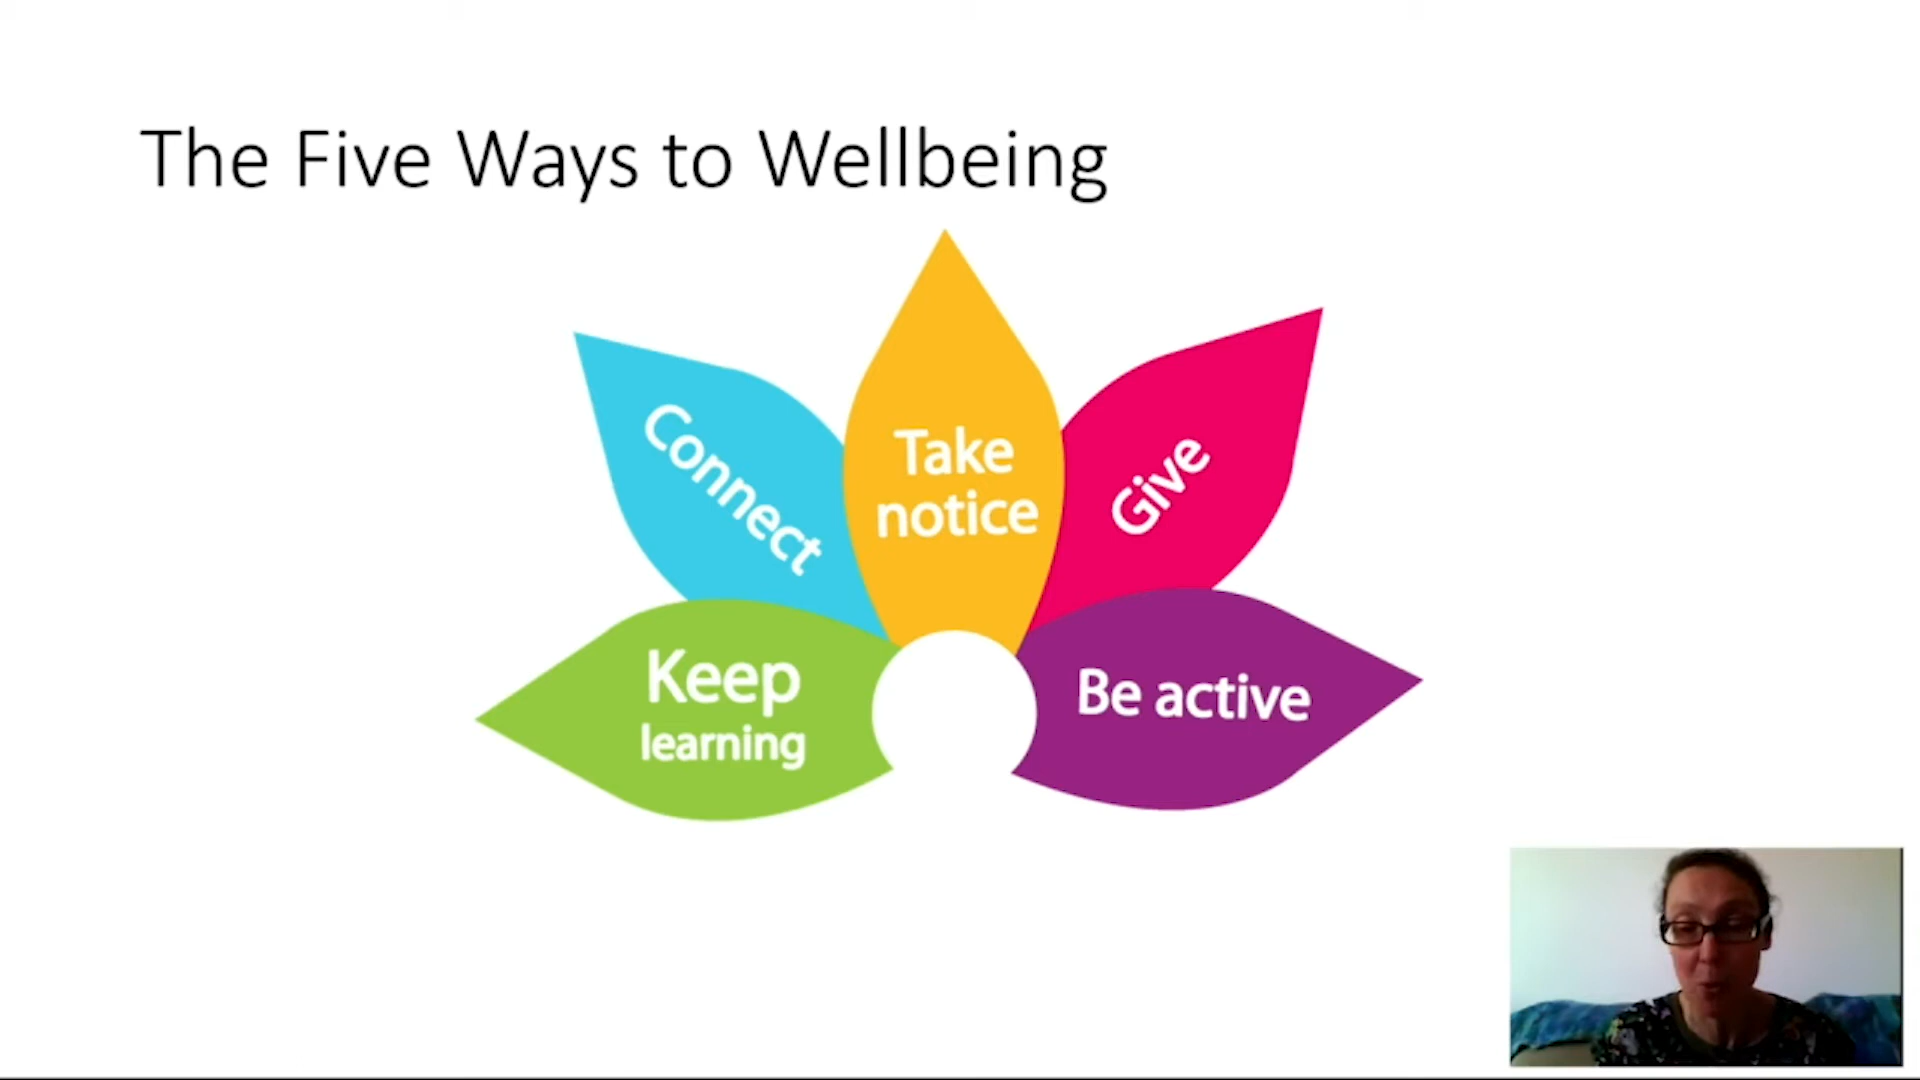 The Five Ways to Wellbeing
Connect
Take
notice
Give
Keep
learning
Be active